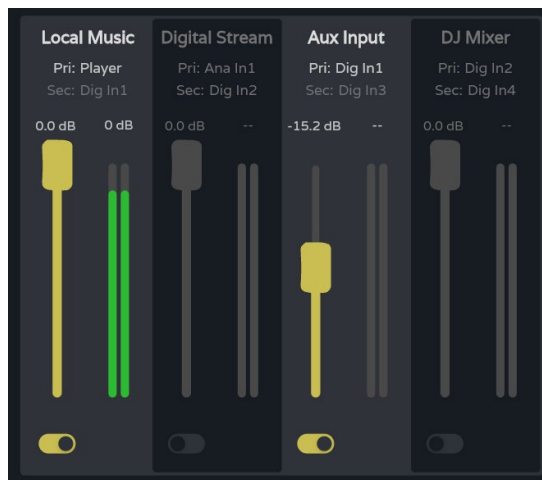 Local Music
Pri: Player
Sec: Dig In1
0.0 dB
0 dB
Digital Stream
Pri: Ana In1
Sec: Dig In2
0.0 dB
--
Aux Input
Pri: Dig In1
Sec: Dig In3
-15.2 dB
--
DJ Mixer
Pri: Dig In2
Sec: Dig In4
0.0 dB
--